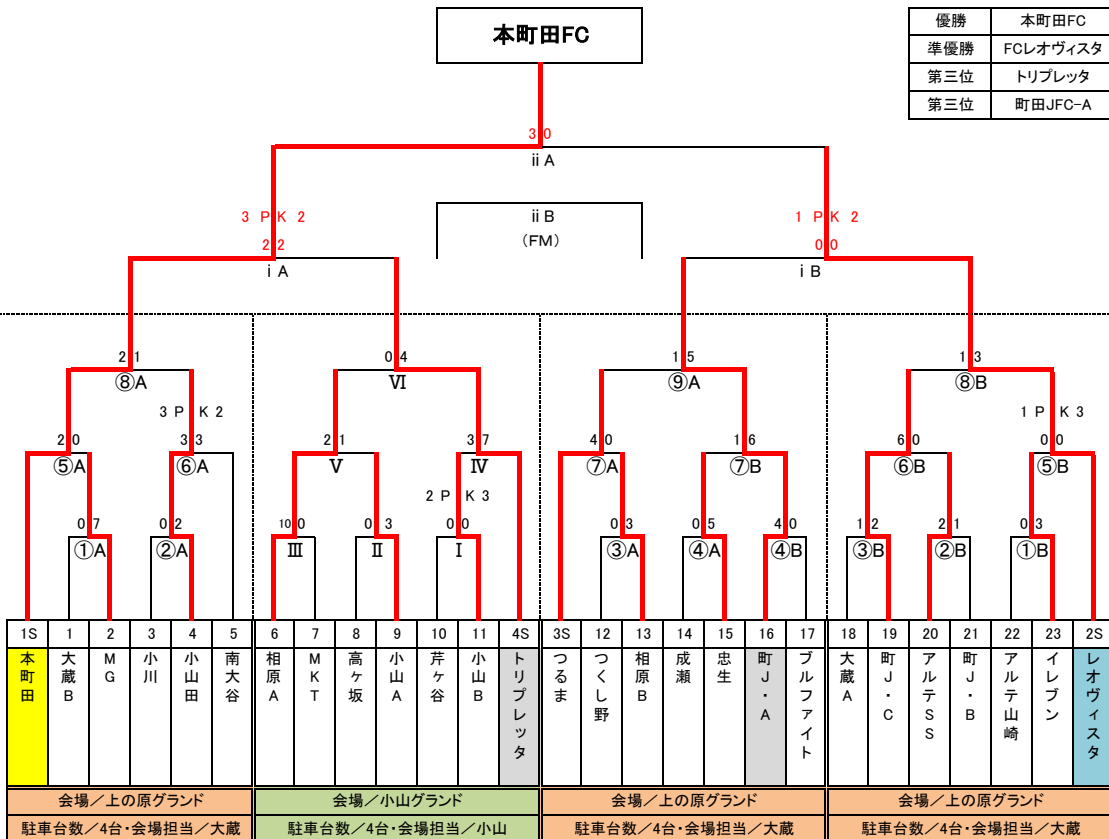 本町田FC
優勝 本町田FC
準優勝 FCレオヴィスタ
第三位 トリプレッタ
第三位 町田JFC-A
3 0
ⅱA
3 PK 2
ⅱB
(FM)
1 PK 2
2 2
ⅰA
0 0
ⅰB
2 1
⑧A
0 4
Ⅵ
1 5
⑨A
1 3
⑧B
3 PK 2
1 PK 3
2 0
⑤A
3 3
⑥A
2 1
Ⅴ
3 7
Ⅳ
4 0
⑦A
1 6
⑦B
6 0
⑥B
0 0
⑤B
2 PK 3
0 7
①A
0 2
②A
10 0
Ⅲ
0 3
Ⅱ
0 0
Ⅰ
0 3
③A
0 5
④A
4 0
④B
1 2
③B
2 1
②B
0 3
①B
1S 1 2 3 4 5 6 7 8 9 10 11 4S 3S 12 13 14 15 16 17 18 19 20 21 22 23 2S
本町田
大蔵B
MG
小川
小山田
南大谷
相原A
MKT
高ヶ坂
小山A
芹ヶ谷
小山B
トリプレッタ
つるま
つくし野
相原B
成瀬
忠生
町J・A
ブルファイト
大蔵A
町J・C
アルテSS
町J・B
アルテ山崎
イレブン
レオヴィスタ
会場/上の原グランド 会場/小山グランド 会場/上の原グランド 会場/上の原グランド
駐車台数/4台・会場担当/大蔵 駐車台数/4台・会場担当/小山 駐車台数/4台・会場担当/大蔵 駐車台数/4台・会場担当/大蔵